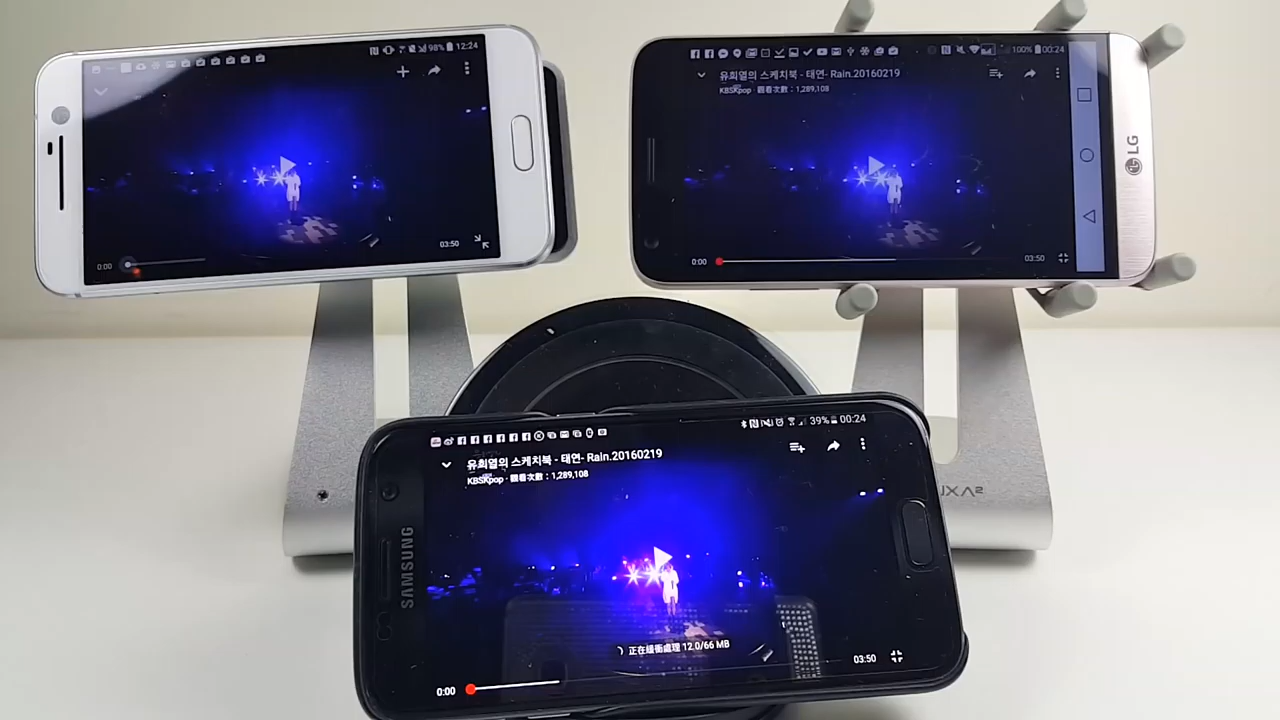 98% 12:24
0:00
03:50
100% 00:24
유희열의 스케치북 - 태연- Rain.20160219
KBSKpop · 觀看次數：1,289,108
0:00
03:50
LG
39% 00:24
유희열의 스케치북 - 태연- Rain.20160219
KBSKpop · 觀看次數：1,289,108
SAMSUNG
正在緩衝處理 12.0/66 MB
0:00
03:50